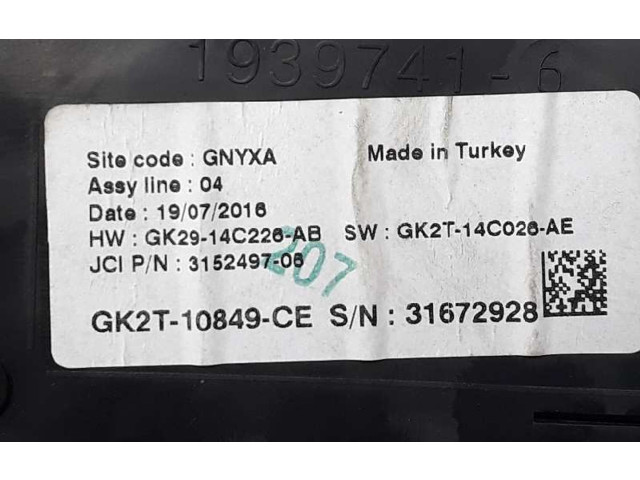 1939741-6
Site code : GNYXA Made in Turkey
Assy line : 04
Date : 19/07/2016
HW : GK29-14C226-AB SW : GK2T-14C026-AE
JCI P/N : 3152497-06
207
GK2T-10849-CE S/N : 31672928